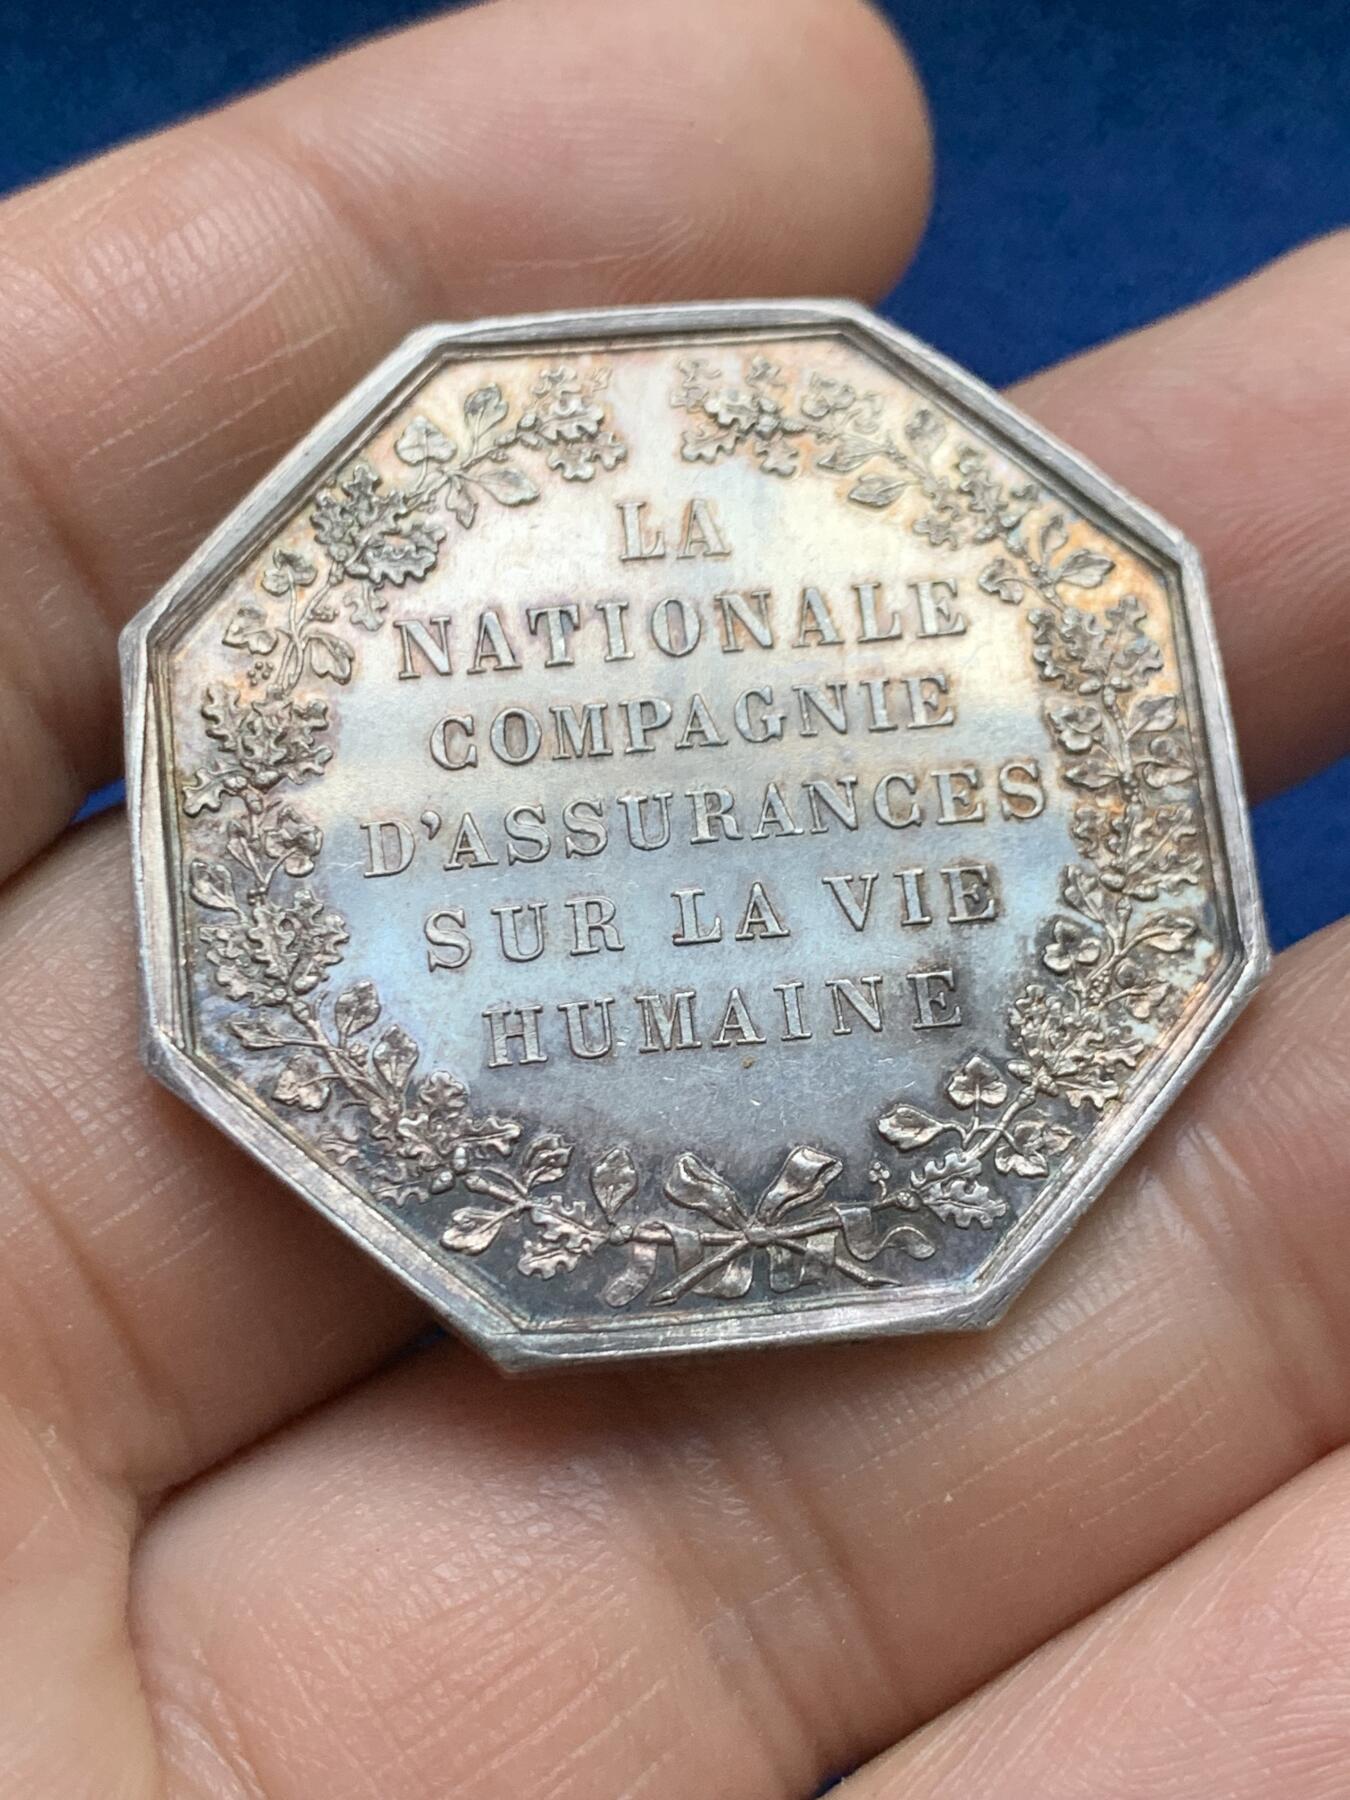 LA
NATIONALE
COMPAGNIE
D'ASSURANCES
SUR LA VIE
HUMAINE